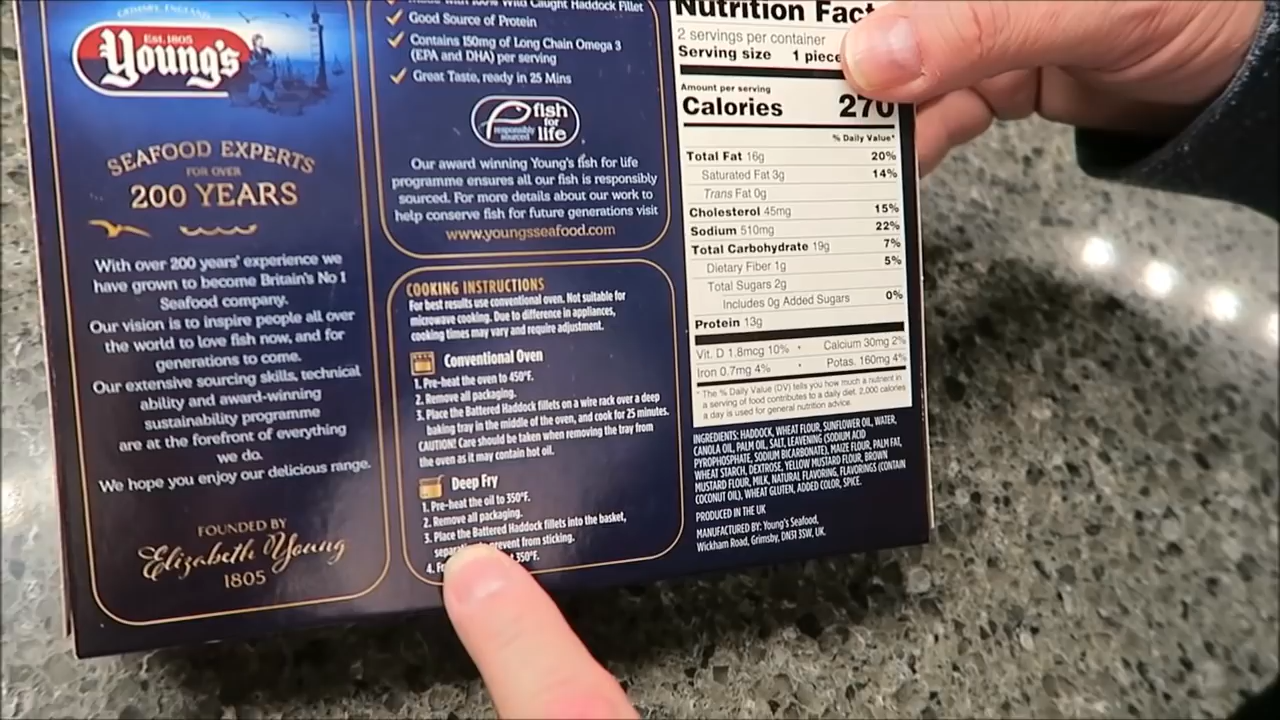 GRIMSBY, ENGLAND
Est. 1805
Young's
SEAFOOD EXPERTS
FOR OVER
200 YEARS
With over 200 years' experience we
have grown to become Britain's No 1
Seafood company.
Our vision is to inspire people all over
the world to love fish now, and for
generations to come.
Our extensive sourcing skills, technical
ability and award-winning
sustainability programme
are at the forefront of everything
we do.
We hope you enjoy our delicious range.
FOUNDED BY
Elizabeth Young
1805
Wild Caught Haddock Fillet
Good Source of Protein
Contains 150mg of Long Chain Omega 3
(EPA and DHA) per serving
Great Taste, ready in 25 Mins
fish
for
life
responsibly
sourced
Our award winning Young's fish for life
programme ensures all our fish is responsibly
sourced. For more details about our work to
help conserve fish for future generations visit
www.youngsseafood.com
COOKING INSTRUCTIONS
For best results use conventional oven. Not suitable for
microwave cooking. Due to difference in appliances,
cooking times may vary and require adjustment.
Conventional Oven
1. Pre-heat the oven to 450°F.
2. Remove all packaging.
3. Place the Battered Haddock fillets on a wire rack over a deep
baking tray in the middle of the oven, and cook for 25 minutes.
CAUTION! Care should be taken when removing the tray from
the oven as it may contain hot oil.
Deep Fry
1. Pre-heat the oil to 350°F.
2. Remove all packaging.
3. Place the Battered Haddock fillets into the basket,
prevent from sticking.
4. 350°F.
Nutrition Fact
2 servings per container
Serving size 1 piece
Amount per serving
Calories 270
% Daily Value*
Total Fat 16g 20%
Saturated Fat 3g 14%
Trans Fat 0g
Cholesterol 45mg 15%
Sodium 510mg 22%
Total Carbohydrate 19g 7%
Dietary Fiber 1g 5%
Total Sugars 2g
Includes 0g Added Sugars 0%
Protein 13g
Vit. D 1.8mcg 10% • Calcium 30mg 2%
Iron 0.7mg 4% • Potas. 160mg 4%
* The % Daily Value (DV) tells you how much a nutrient in
a serving of food contributes to a daily diet. 2,000 calories
a day is used for general nutrition advice.
INGREDIENTS: HADDOCK, WHEAT FLOUR, SUNFLOWER OIL, WATER,
CANOLA OIL, PALM OIL, SALT, LEAVENING (SODIUM ACID
PYROPHOSPHATE, SODIUM BICARBONATE), MAIZE FLOUR, PALM FAT,
WHEAT STARCH, DEXTROSE, YELLOW MUSTARD FLOUR, BROWN
MUSTARD FLOUR, MILK, NATURAL FLAVORING, FLAVORINGS (CONTAIN
COCONUT OIL), WHEAT GLUTEN, ADDED COLOR, SPICE.
PRODUCED IN THE UK
MANUFACTURED BY: Young's Seafood,
Wickham Road, Grimsby, DN31 3SW, UK.